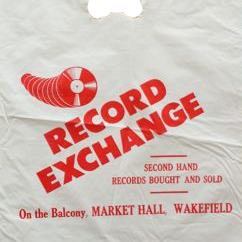 RECORD
EXCHANGE
SECOND HAND
RECORDS BOUGHT AND SOLD
On the Balcony, MARKET HALL, WAKEFIELD